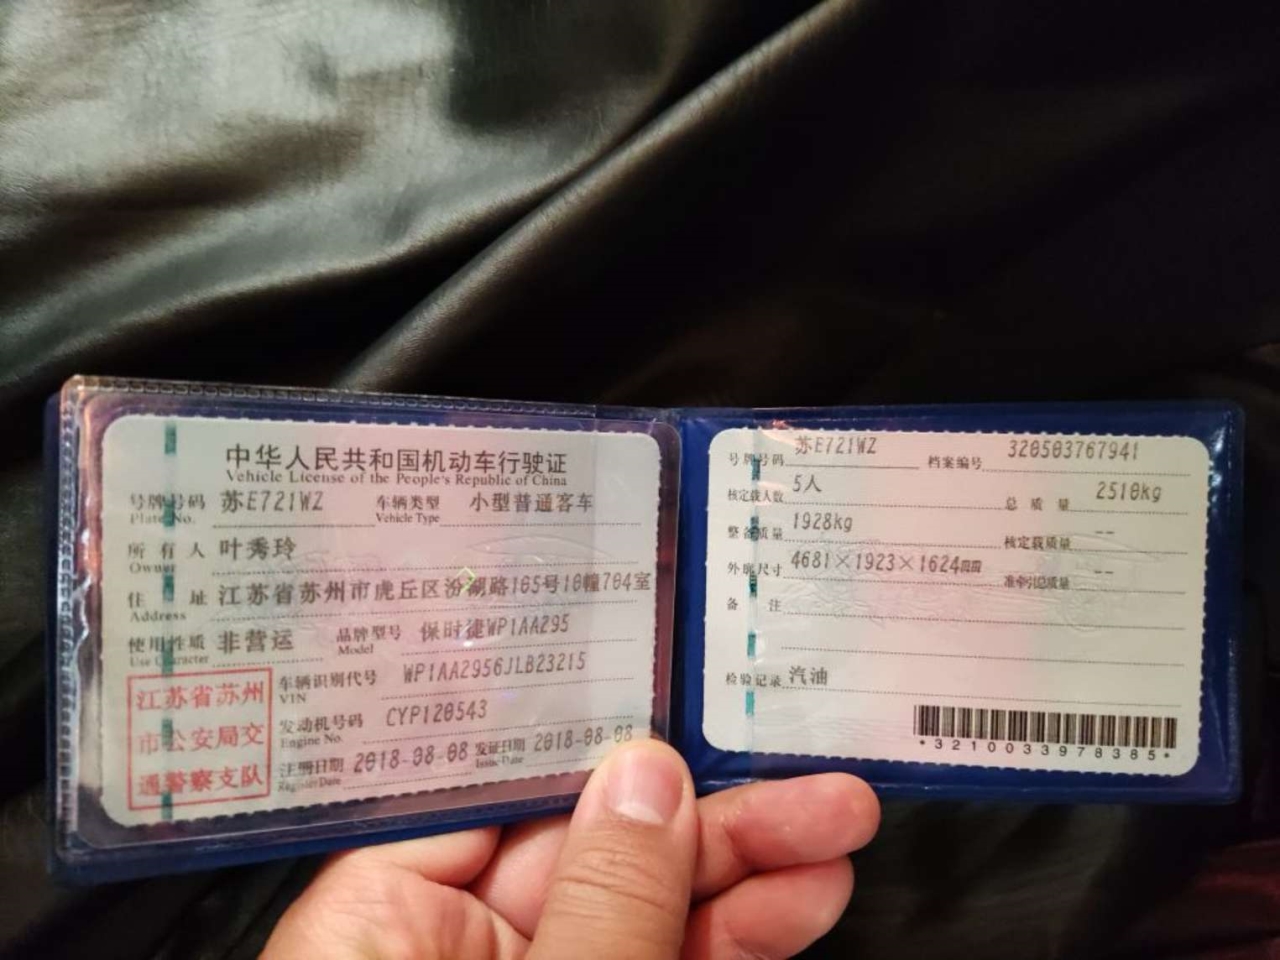 中华人民共和国机动车行驶证
Vehicle License of the People's Republic of China
号牌号码 苏E721WZ 车辆类型 小型普通客车
Plate No. Vehicle Type
所有人 叶秀玲
Owner
住址 江苏省苏州市虎丘区汾湖路105号10幢704室
Address
使用性质 非营运 品牌型号 保时捷WP1AA295
Use Character Model
江苏省苏州
市公安局交
通警察支队
车辆识别代号 WP1AA2956JLB23215
VIN
发动机号码 CYP120543
Engine No.
注册日期 2018-08-08 发证日期 2018-08-08
Register Date Issue Date
号牌号码 苏E721WZ 档案编号 320503767941
核定载人数 5人 总质量 2510kg
整备质量 1928kg 核定载质量 --
外廓尺寸 4681×1923×1624㎜ 准牵引总质量 --
备注
检验记录 汽油
*3210033978385*